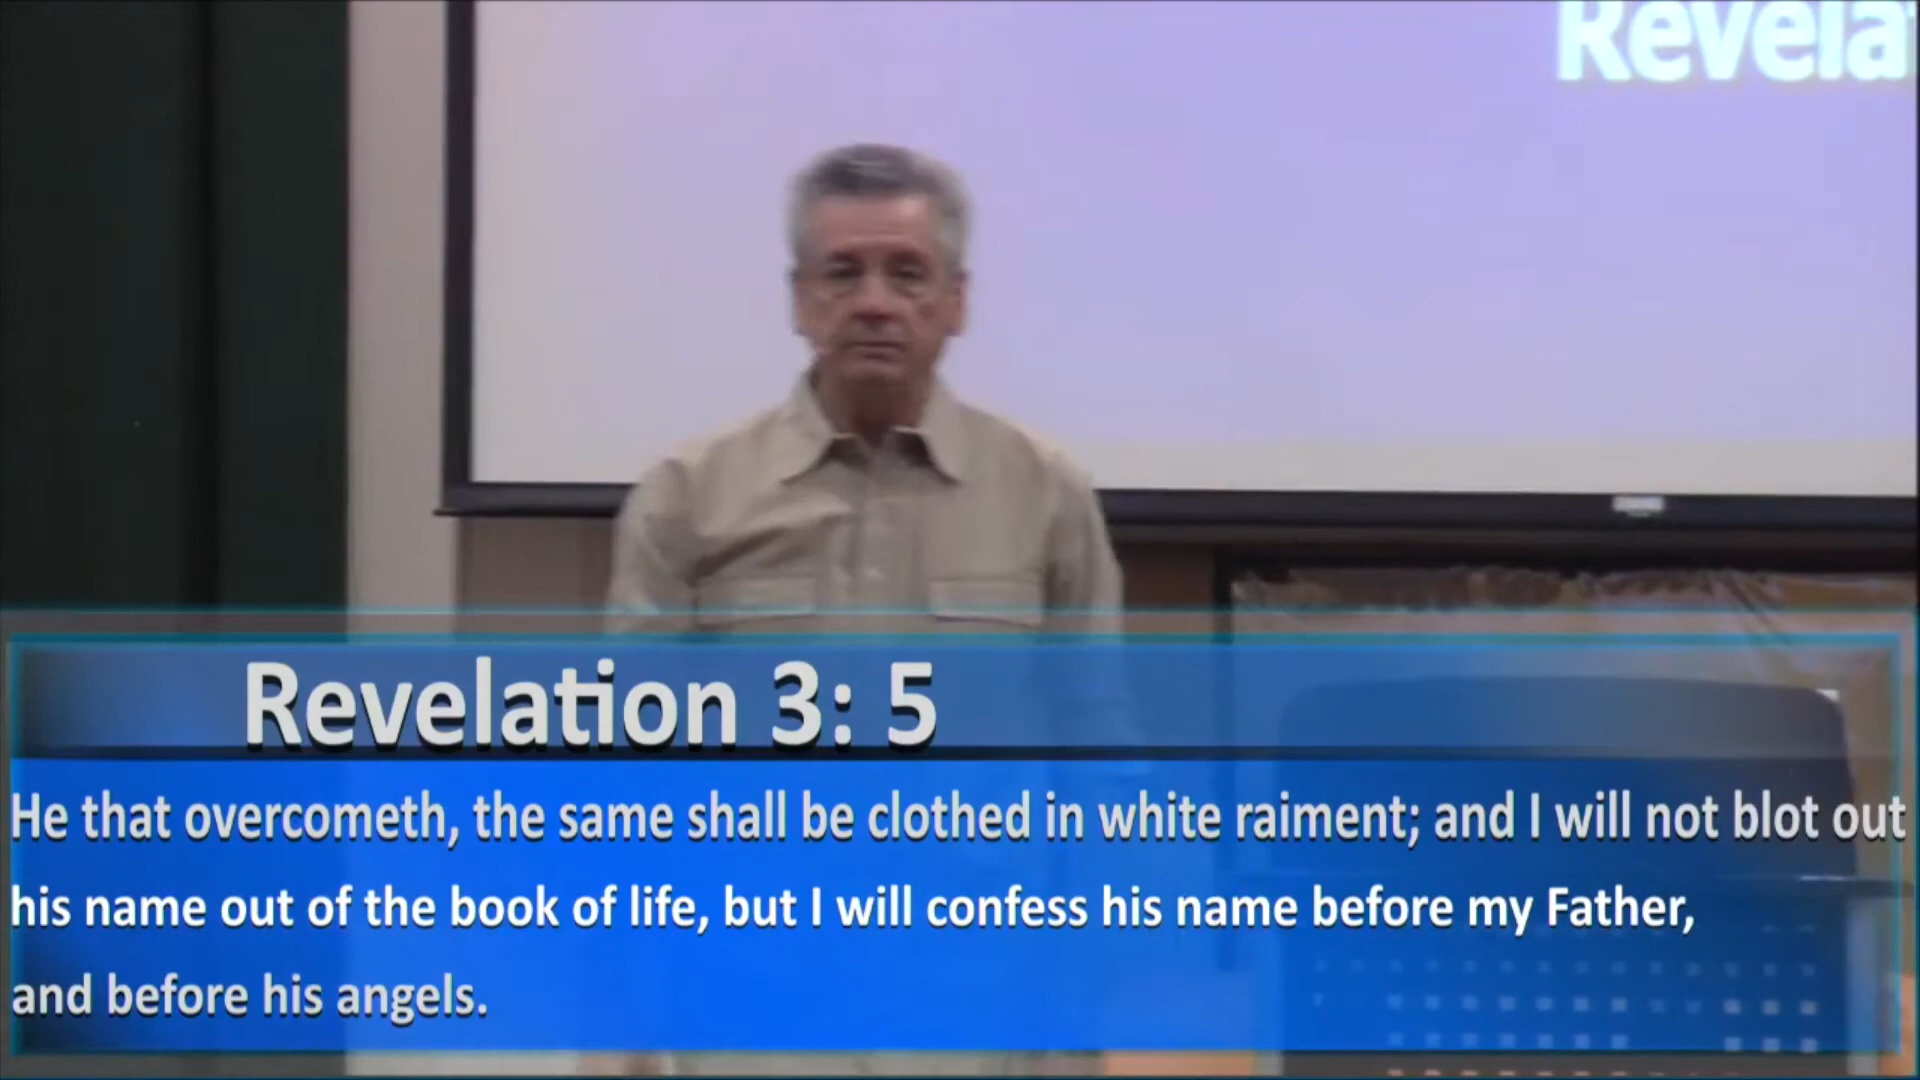 Revela
Revelation 3: 5
He that overcometh, the same shall be clothed in white raiment; and I will not blot out
his name out of the book of life, but I will confess his name before my Father,
and before his angels.